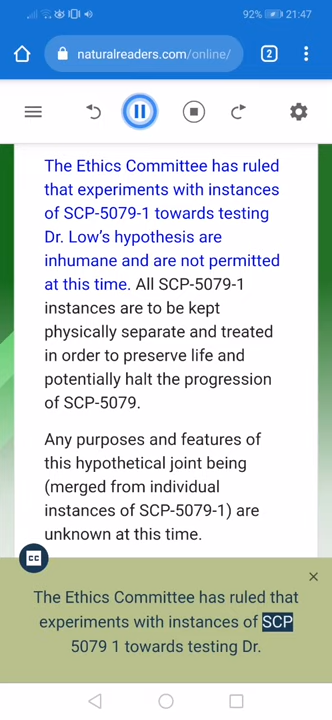 92% 21:47
naturalreaders.com/online/
2
The Ethics Committee has ruled
that experiments with instances
of SCP-5079-1 towards testing
Dr. Low's hypothesis are
inhumane and are not permitted
at this time. All SCP-5079-1
instances are to be kept
physically separate and treated
in order to preserve life and
potentially halt the progression
of SCP-5079.
Any purposes and features of
this hypothetical joint being
(merged from individual
instances of SCP-5079-1) are
unknown at this time.
CC
The Ethics Committee has ruled that
experiments with instances of SCP
5079 1 towards testing Dr.